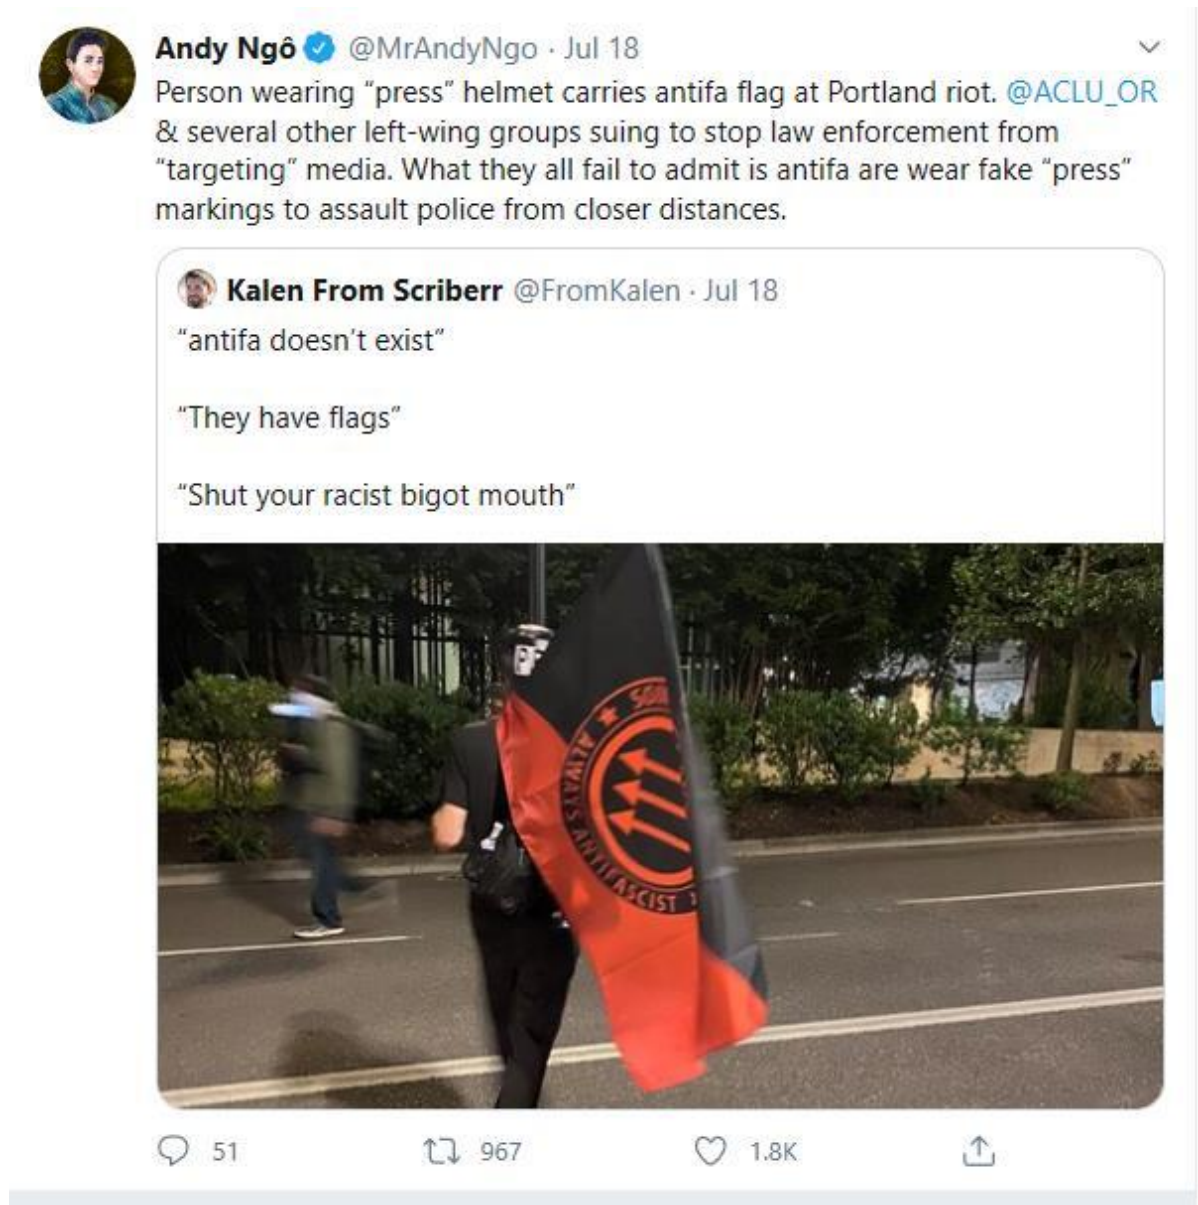 Andy Ngô @MrAndyNgo · Jul 18
Person wearing “press” helmet carries antifa flag at Portland riot. @ACLU_OR
& several other left-wing groups suing to stop law enforcement from
“targeting” media. What they all fail to admit is antifa are wear fake “press”
markings to assault police from closer distances.
Kalen From Scriberr @FromKalen · Jul 18
“antifa doesn’t exist”
“They have flags”
“Shut your racist bigot mouth”
ALWAYS ANTIFASCIST
51 967 1.8K